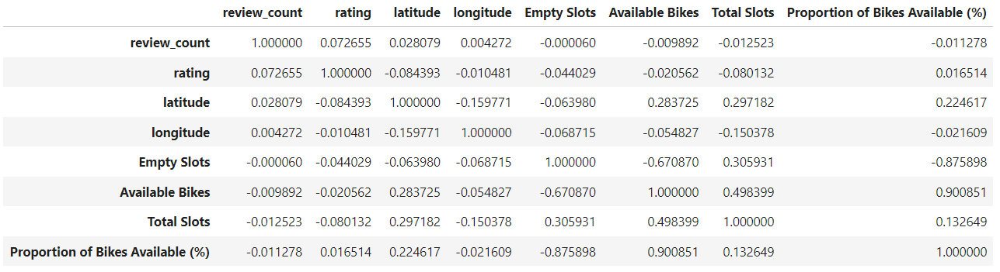 review_count rating latitude longitude Empty Slots Available Bikes Total Slots Proportion of Bikes Available (%)
review_count 1.000000 0.072655 0.028079 0.004272 -0.000060 -0.009892 -0.012523 -0.011278
rating 0.072655 1.000000 -0.084393 -0.010481 -0.044029 -0.020562 -0.080132 0.016514
latitude 0.028079 -0.084393 1.000000 -0.159771 -0.063980 0.283725 0.297182 0.224617
longitude 0.004272 -0.010481 -0.159771 1.000000 -0.068715 -0.054827 -0.150378 -0.021609
Empty Slots -0.000060 -0.044029 -0.063980 -0.068715 1.000000 -0.670870 0.305931 -0.875898
Available Bikes -0.009892 -0.020562 0.283725 -0.054827 -0.670870 1.000000 0.498399 0.900851
Total Slots -0.012523 -0.080132 0.297182 -0.150378 0.305931 0.498399 1.000000 0.132649
Proportion of Bikes Available (%) -0.011278 0.016514 0.224617 -0.021609 -0.875898 0.900851 0.132649 1.000000